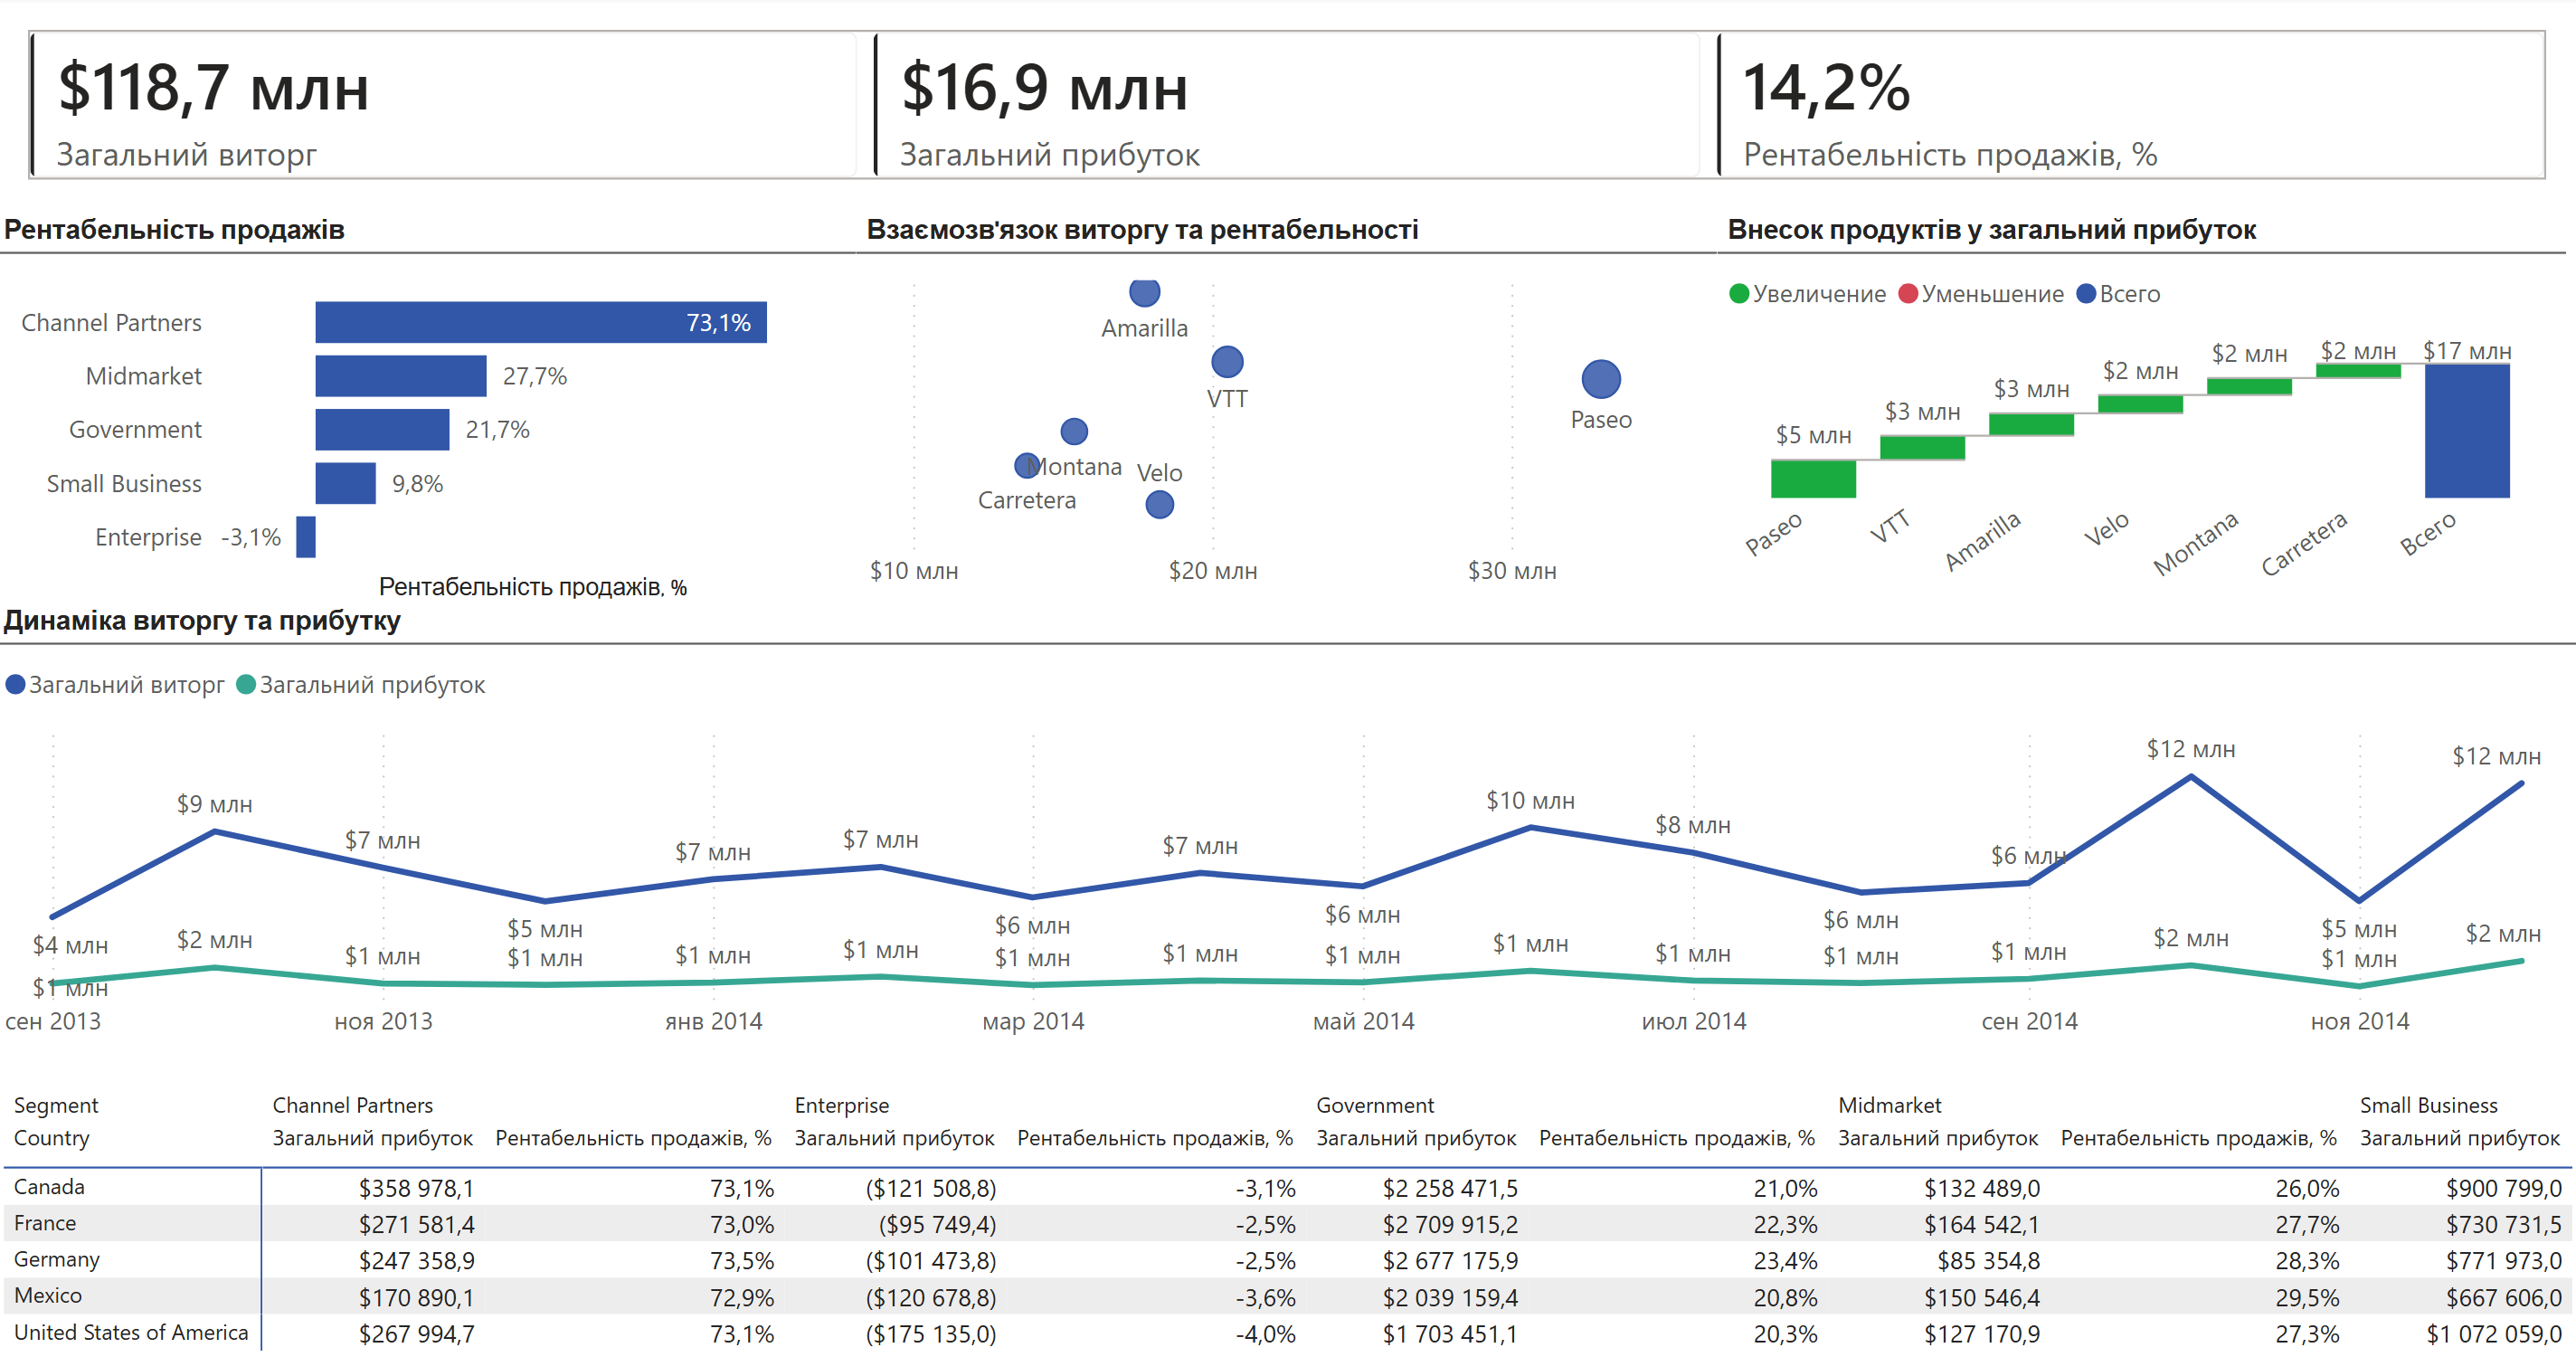 $118,7 млн
Загальний виторг
$16,9 млн
Загальний прибуток
14,2%
Рентабельність продажів, %
Рентабельність продажів
Channel Partners 73,1%
Midmarket 27,7%
Government 21,7%
Small Business 9,8%
Enterprise -3,1%
Рентабельність продажів, %
Взаємозв'язок виторгу та рентабельності
Amarilla
VTT
Paseo
Montana
Velo
Carretera
$10 млн $20 млн $30 млн
Внесок продуктів у загальний прибуток
Увеличение Уменьшение Всего
$5 млн $3 млн $3 млн $2 млн $2 млн $2 млн $17 млн
Paseo VTT Amarilla Velo Montana Carretera Всего
Динаміка виторгу та прибутку
Загальний виторг Загальний прибуток
$4 млн $9 млн $7 млн $5 млн $7 млн $7 млн $6 млн $7 млн $6 млн $10 млн $8 млн $6 млн $6 млн $12 млн $5 млн $12 млн
$1 млн $2 млн $1 млн $1 млн $1 млн $1 млн $1 млн $1 млн $1 млн $1 млн $1 млн $1 млн $1 млн $2 млн $1 млн $2 млн
сен 2013 ноя 2013 янв 2014 мар 2014 май 2014 июл 2014 сен 2014 ноя 2014
Segment Channel Partners Enterprise Government Midmarket Small Business
Country Загальний прибуток Рентабельність продажів, % Загальний прибуток Рентабельність продажів, % Загальний прибуток Рентабельність продажів, % Загальний прибуток Рентабельність продажів, % Загальний прибуток
Canada $358 978,1 73,1% ($121 508,8) -3,1% $2 258 471,5 21,0% $132 489,0 26,0% $900 799,0
France $271 581,4 73,0% ($95 749,4) -2,5% $2 709 915,2 22,3% $164 542,1 27,7% $730 731,5
Germany $247 358,9 73,5% ($101 473,8) -2,5% $2 677 175,9 23,4% $85 354,8 28,3% $771 973,0
Mexico $170 890,1 72,9% ($120 678,8) -3,6% $2 039 159,4 20,8% $150 546,4 29,5% $667 606,0
United States of America $267 994,7 73,1% ($175 135,0) -4,0% $1 703 451,1 20,3% $127 170,9 27,3% $1 072 059,0